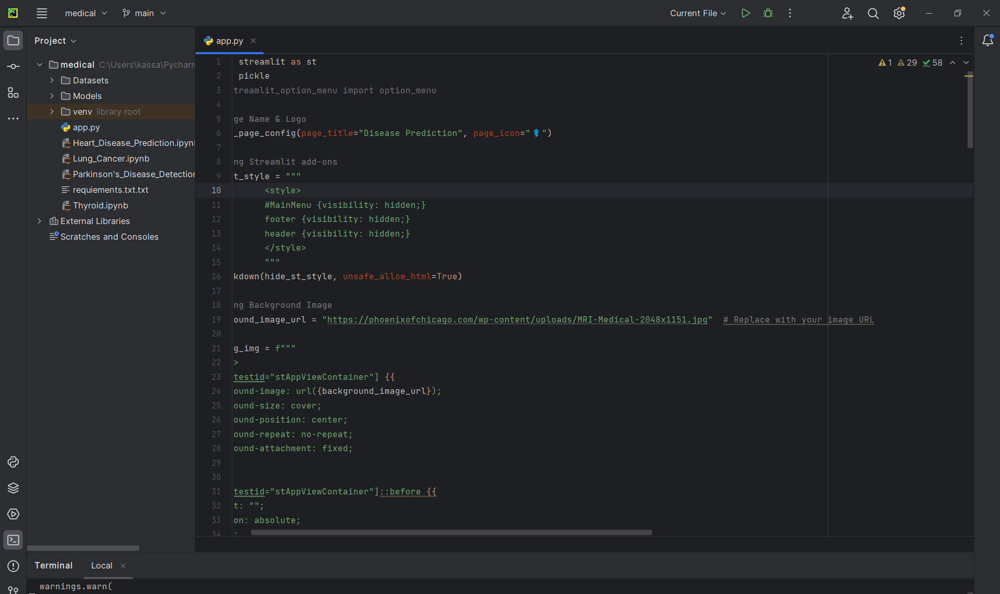 PC
medical
main
Current File
Project
medical C:\Users\kassa\Pycharm
Datasets
Models
venv library root
app.py
Heart_Disease_Prediction.ipyn
Lung_Cancer.ipynb
Parkinson's_Disease_Detection
requiements.txt.txt
Thyroid.ipynb
External Libraries
Scratches and Consoles
app.py
1 29 58
1 streamlit as st
2 pickle
3 treamlit_option_menu import option_menu
4
5 ge Name & Logo
6 _page_config(page_title="Disease Prediction", page_icon="⚕️")
7
8 ng Streamlit add-ons
9 t_style = """
10 <style>
11 #MainMenu {visibility: hidden;}
12 footer {visibility: hidden;}
13 header {visibility: hidden;}
14 </style>
15 """
16 kdown(hide_st_style, unsafe_allow_html=True)
17
18 ng Background Image
19 ound_image_url = "https://phoenixofchicago.com/wp-content/uploads/MRI-Medical-2048x1151.jpg" # Replace with your image URL
20
21 g_img = f"""
22 >
23 testid="stAppViewContainer"] {{
24 ound-image: url({background_image_url});
25 ound-size: cover;
26 ound-position: center;
27 ound-repeat: no-repeat;
28 ound-attachment: fixed;
29
30
31 testid="stAppViewContainer"]::before {{
32 t: "";
33 on: absolute;
34 ;
Terminal Local
warnings.warn(